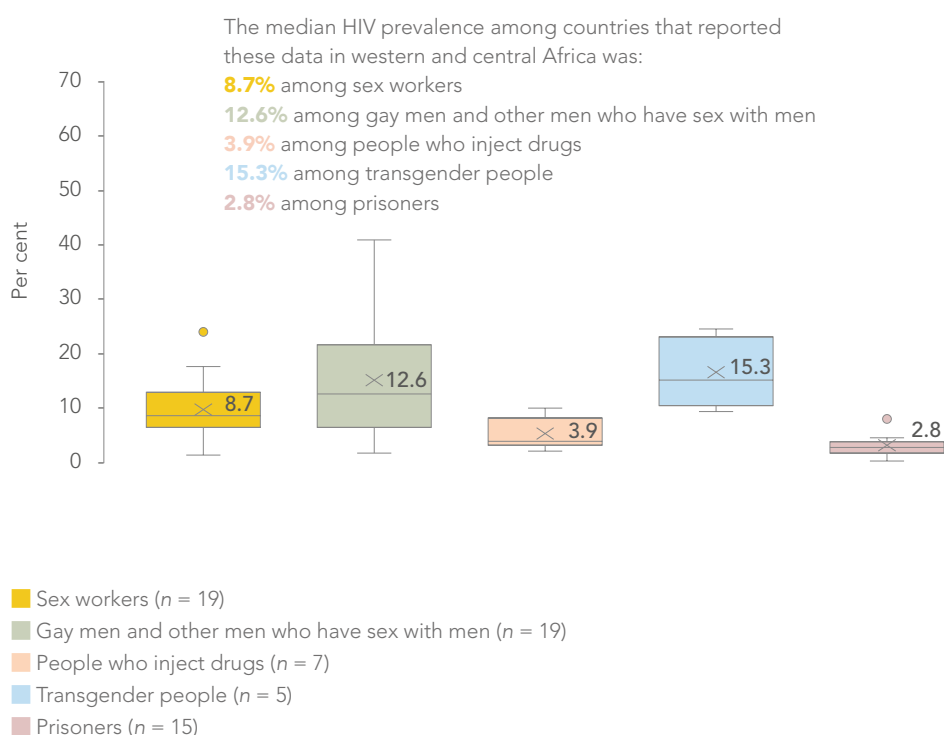 The median HIV prevalence among countries that reported
these data in western and central Africa was:
8.7% among sex workers
12.6% among gay men and other men who have sex with men
3.9% among people who inject drugs
15.3% among transgender people
2.8% among prisoners
Per cent
70
60
50
40
30
20
10
0
8.7
12.6
3.9
15.3
2.8
Sex workers (n = 19)
Gay men and other men who have sex with men (n = 19)
People who inject drugs (n = 7)
Transgender people (n = 5)
Prisoners (n = 15)